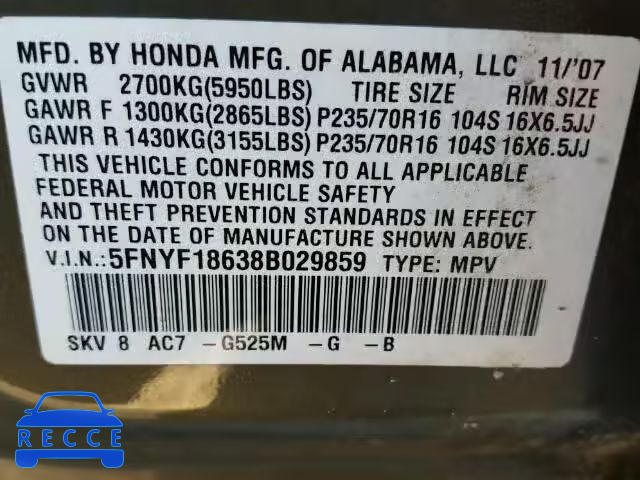 MFD. BY HONDA MFG. OF ALABAMA, LLC 11/'07
GVWR 2700KG(5950LBS) TIRE SIZE RIM SIZE
GAWR F 1300KG(2865LBS) P235/70R16 104S 16X6.5JJ
GAWR R 1430KG(3155LBS) P235/70R16 104S 16X6.5JJ
THIS VEHICLE CONFORMS TO ALL APPLICABLE
FEDERAL MOTOR VEHICLE SAFETY
AND THEFT PREVENTION STANDARDS IN EFFECT
ON THE DATE OF MANUFACTURE SHOWN ABOVE.
V.I.N.:5FNYF18638B029859 TYPE: MPV
SKV 8 AC7 -G525M -G -B
RECCE